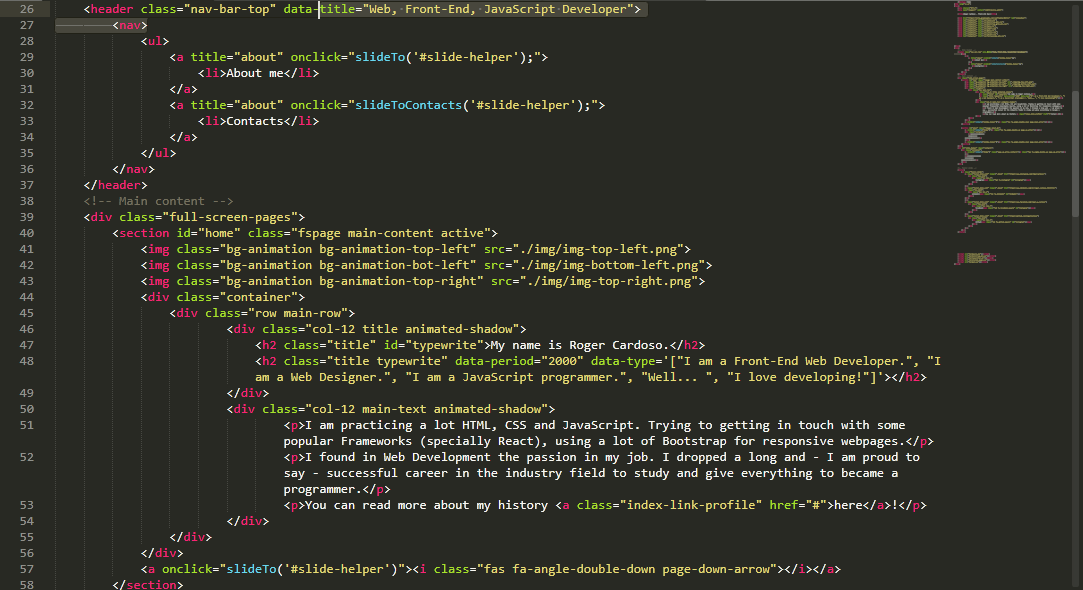 26 <header class="nav-bar-top" data-title="Web, Front-End, JavaScript Developer">
27 <nav>
28 <ul>
29 <a title="about" onclick="slideTo('#slide-helper');">
30 <li>About me</li>
31 </a>
32 <a title="about" onclick="slideToContacts('#slide-helper');">
33 <li>Contacts</li>
34 </a>
35 </ul>
36 </nav>
37 </header>
38 <!-- Main content -->
39 <div class="full-screen-pages">
40 <section id="home" class="fspage main-content active">
41 <img class="bg-animation bg-animation-top-left" src="./img/img-top-left.png">
42 <img class="bg-animation bg-animation-bot-left" src="./img/img-bottom-left.png">
43 <img class="bg-animation bg-animation-top-right" src="./img/img-top-right.png">
44 <div class="container">
45 <div class="row main-row">
46 <div class="col-12 title animated-shadow">
47 <h2 class="title" id="typewrite">My name is Roger Cardoso.</h2>
48 <h2 class="title typewrite" data-period="2000" data-type='["I am a Front-End Web Developer.", "I
am a Web Designer.", "I am a JavaScript programmer.", "Well... ", "I love developing!"]'></h2>
49 </div>
50 <div class="col-12 main-text animated-shadow">
51 <p>I am practicing a lot HTML, CSS and JavaScript. Trying to getting in touch with some
popular Frameworks (specially React), using a lot of Bootstrap for responsive webpages.</p>
52 <p>I found in Web Development the passion in my job. I dropped a long and - I am proud to
say - successful career in the industry field to study and give everything to became a
programmer.</p>
53 <p>You can read more about my history <a class="index-link-profile" href="#">here</a>!</p>
54 </div>
55 </div>
56 </div>
57 <a onclick="slideTo('#slide-helper')"><i class="fas fa-angle-double-down page-down-arrow"></i></a>
58 </section>